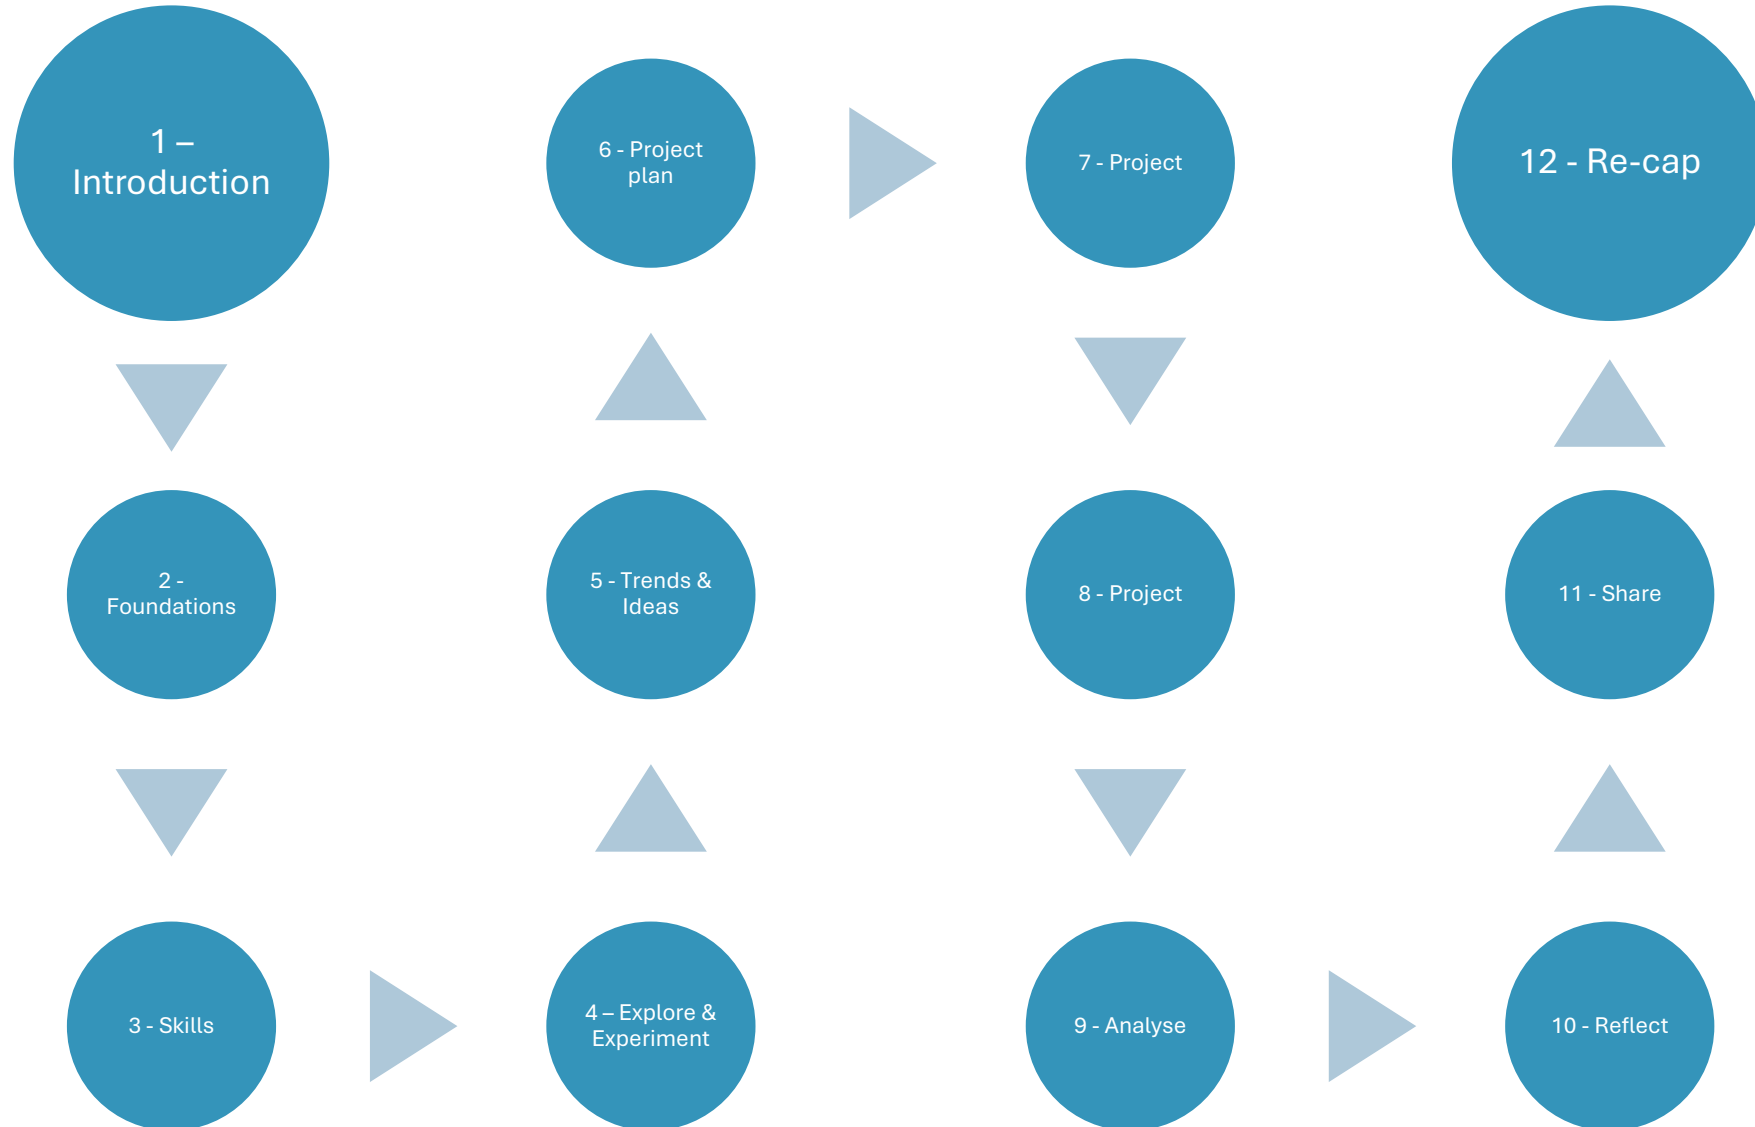 1 –
Introduction
2 -
Foundations
3 - Skills
4 – Explore &
Experiment
5 - Trends &
Ideas
6 - Project
plan
7 - Project
8 - Project
9 - Analyse
10 - Reflect
11 - Share
12 - Re-cap